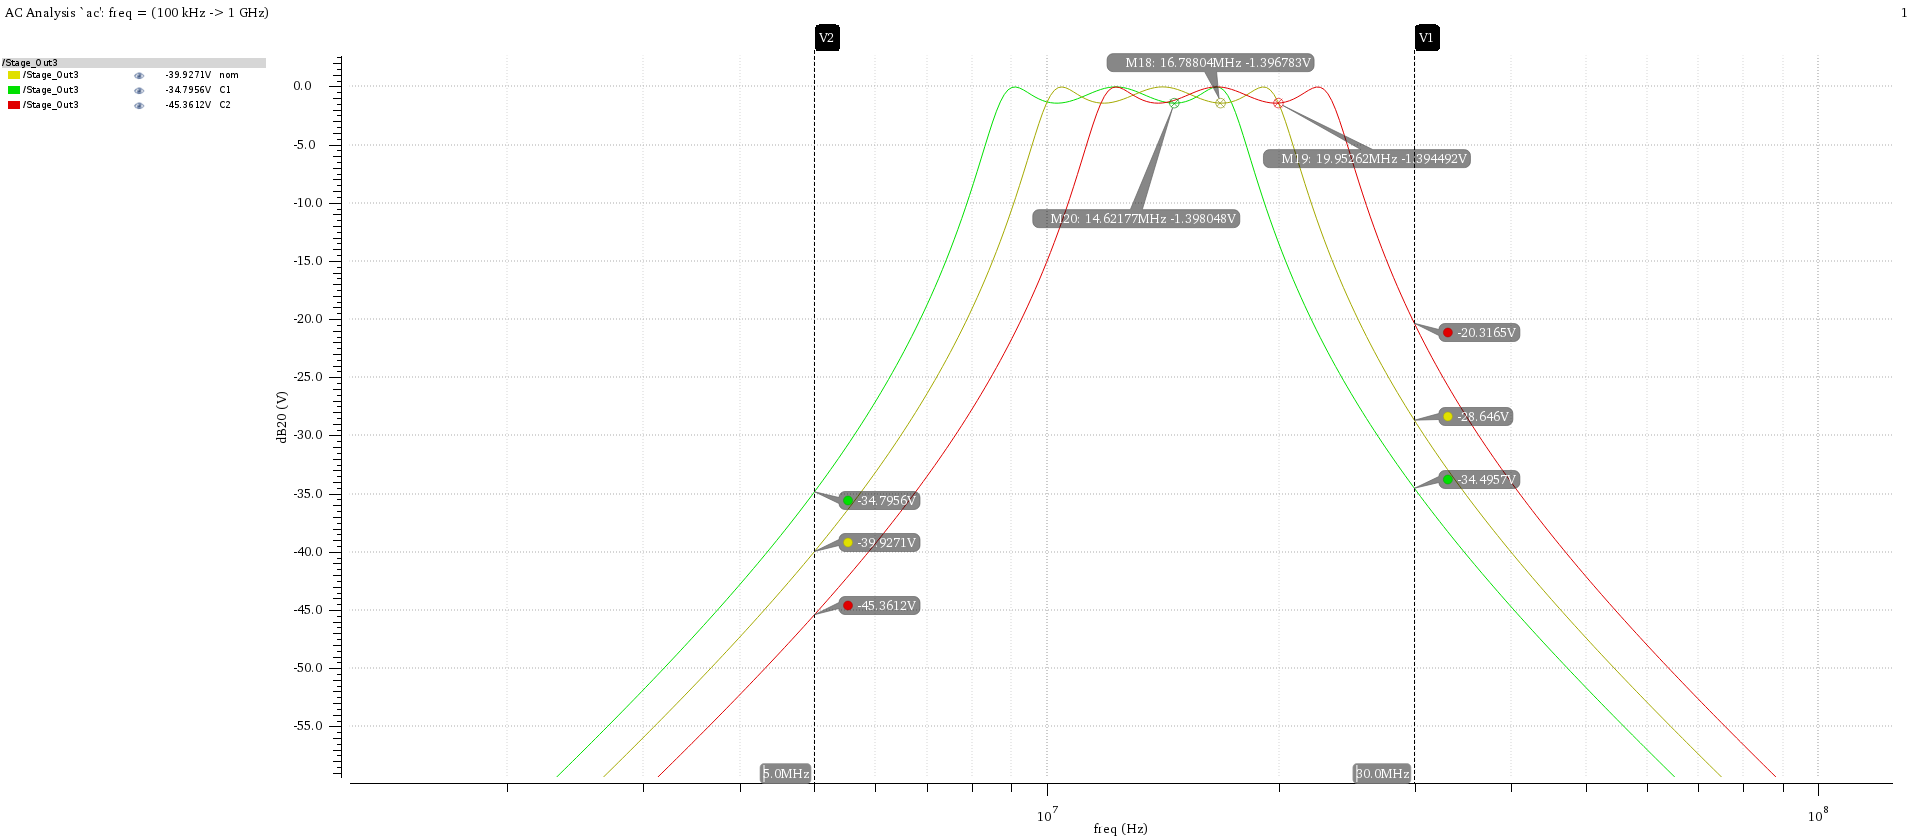 AC Analysis `ac': freq = (100 kHz -> 1 GHz)
1
/Stage_Out3
/Stage_Out3 -39.9271V nom
/Stage_Out3 -34.7956V C1
/Stage_Out3 -45.3612V C2
V2
V1
M18: 16.78804MHz -1.396783V
M19: 19.95262MHz -1.394492V
M20: 14.62177MHz -1.398048V
0.0
-5.0
-10.0
-15.0
-20.0
-25.0
-30.0
-35.0
-40.0
-45.0
-50.0
-55.0
dB20 (V)
-20.3165V
-28.646V
-34.4957V
-34.7956V
-39.9271V
-45.3612V
5.0MHz
30.0MHz
10^7
10^8
freq (Hz)